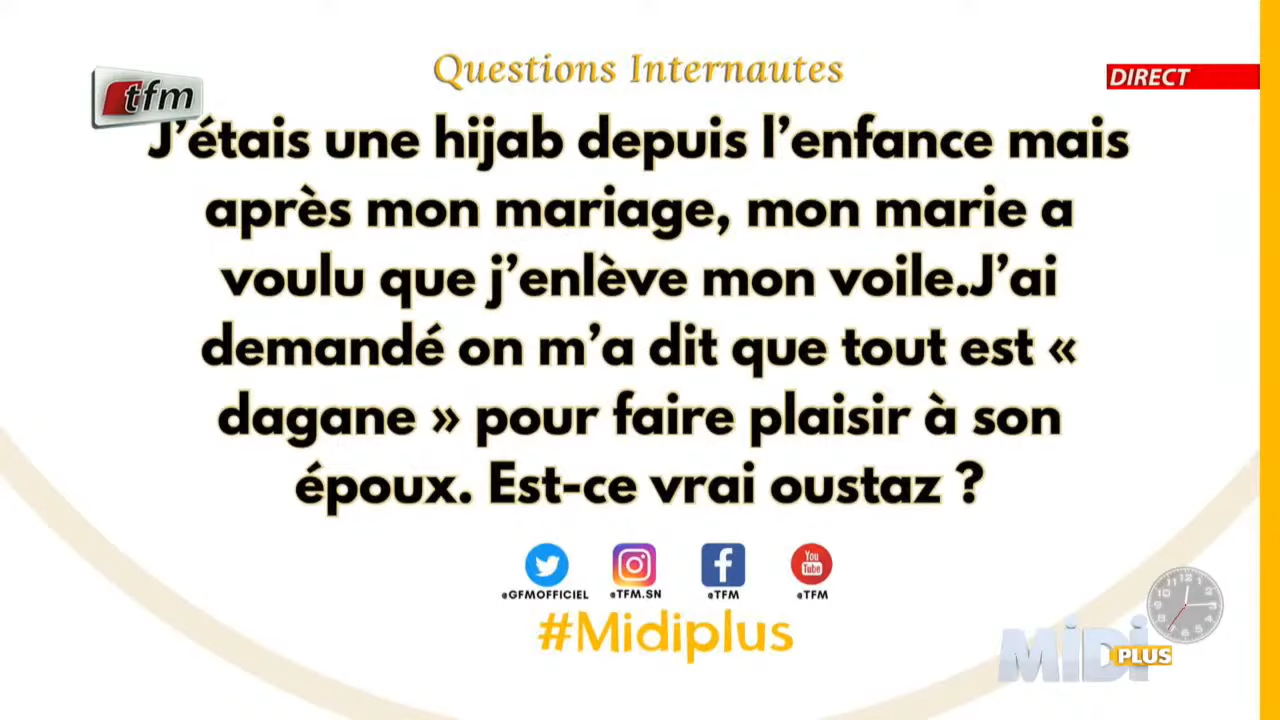 Questions Internautes
tfm
DIRECT
J'étais une hijab depuis l'enfance mais
après mon mariage, mon marie a
voulu que j'enlève mon voile.J'ai
demandé on m'a dit que tout est «
dagane » pour faire plaisir à son
époux. Est-ce vrai oustaz ?
You
Tube
@GFMOFFICIEL @TFM.SN @TFM @TFM
#Midiplus
MiDi
PLUS